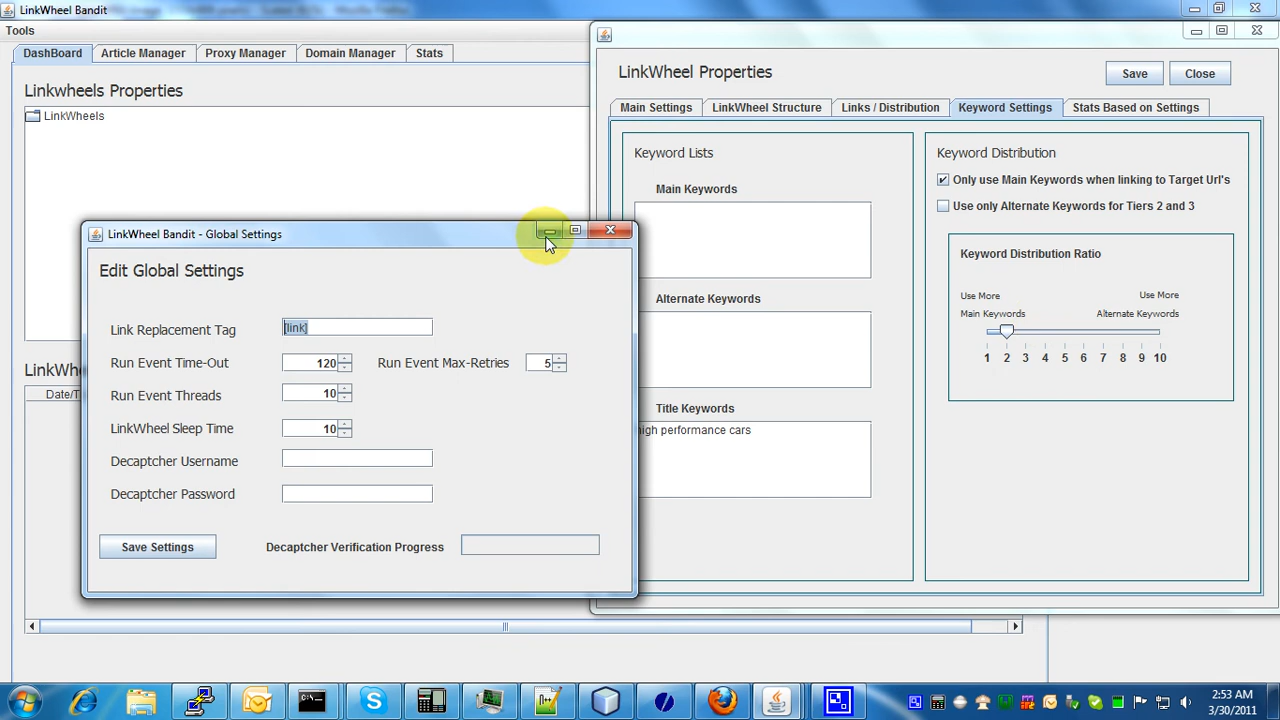 LinkWheel Bandit
Tools
DashBoard
Article Manager
Proxy Manager
Domain Manager
Stats
Linkwheels Properties
LinkWheels
LinkWheel Properties
Save
Close
Main Settings
LinkWheel Structure
Links / Distribution
Keyword Settings
Stats Based on Settings
Keyword Lists
Main Keywords
Alternate Keywords
Title Keywords
high performance cars
Keyword Distribution
Only use Main Keywords when linking to Target Url's
Use only Alternate Keywords for Tiers 2 and 3
Keyword Distribution Ratio
Use More
Use More
Main Keywords
Alternate Keywords
1 2 3 4 5 6 7 8 9 10
LinkWheel Bandit - Global Settings
Edit Global Settings
Link Replacement Tag
[link]
Run Event Time-Out
120
Run Event Max-Retries
5
Run Event Threads
10
LinkWheel Sleep Time
10
Decaptcher Username
Decaptcher Password
Save Settings
Decaptcher Verification Progress
2:53 AM
3/30/2011